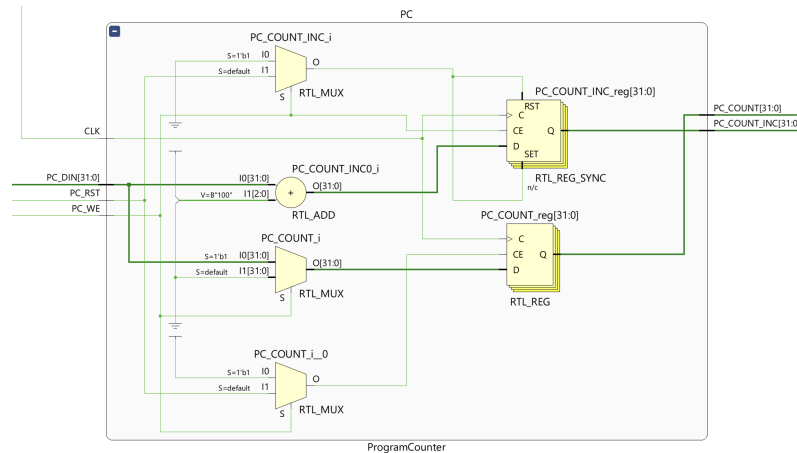 PC
PC_COUNT_INC_i
S=1'b1 I0
S=default I1
O
S
RTL_MUX
PC_COUNT_INC_reg[31:0]
RST
C
CE
Q
D
SET
n/c
RTL_REG_SYNC
PC_COUNT[31:0]
PC_COUNT_INC[31:0
CLK
PC_DIN[31:0]
PC_RST
PC_WE
PC_COUNT_INC0_i
I0[31:0]
V=B"100" I1[2:0]
+
O[31:0]
RTL_ADD
PC_COUNT_reg[31:0]
C
CE
Q
D
RTL_REG
PC_COUNT_i
S=1'b1 I0[31:0]
S=default I1[31:0]
O[31:0]
S
RTL_MUX
PC_COUNT_i__0
S=1'b1 I0
S=default I1
O
S
RTL_MUX
ProgramCounter